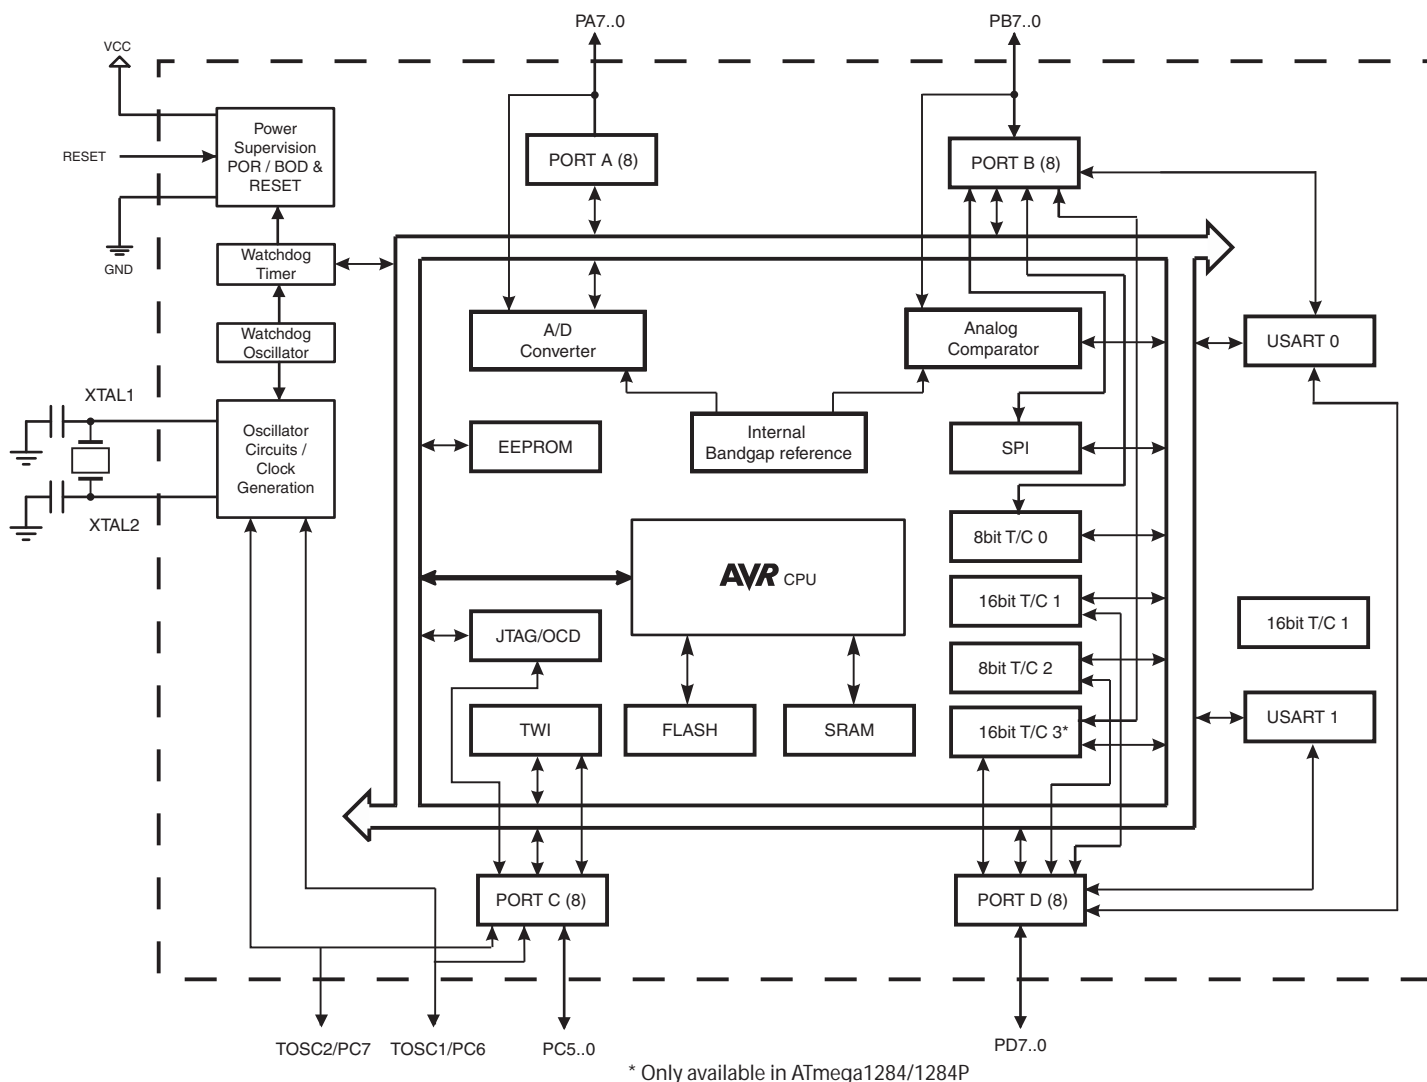 PA7..0
PB7..0
VCC
RESET
GND
Power
Supervision
POR / BOD &
RESET
PORT A (8)
PORT B (8)
Watchdog
Timer
Watchdog
Oscillator
A/D
Converter
Analog
Comparator
USART 0
XTAL1
XTAL2
Oscillator
Circuits /
Clock
Generation
EEPROM
Internal
Bandgap reference
SPI
8bit T/C 0
AVR CPU
16bit T/C 1
16bit T/C 1
JTAG/OCD
8bit T/C 2
TWI
FLASH
SRAM
16bit T/C 3*
USART 1
PORT C (8)
PORT D (8)
TOSC2/PC7
TOSC1/PC6
PC5..0
PD7..0
* Only available in ATmega1284/1284P